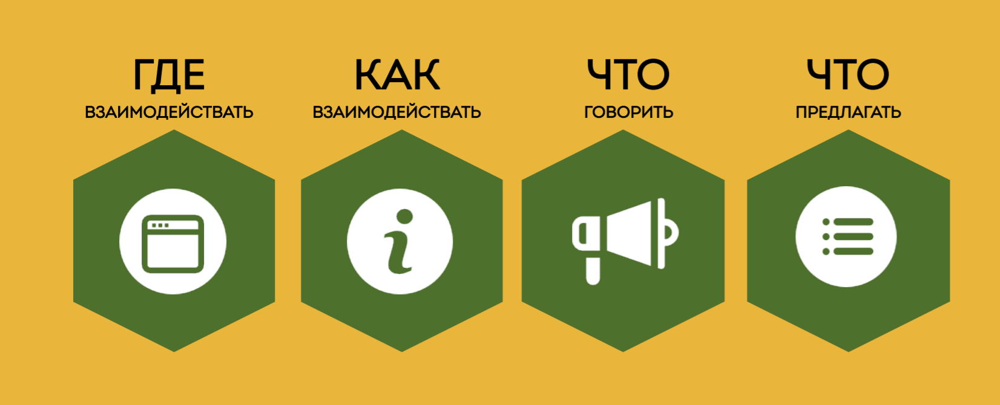 ГДЕ
ВЗАИМОДЕЙСТВАТЬ
КАК
ВЗАИМОДЕЙСТВАТЬ
ЧТО
ГОВОРИТЬ
ЧТО
ПРЕДЛАГАТЬ